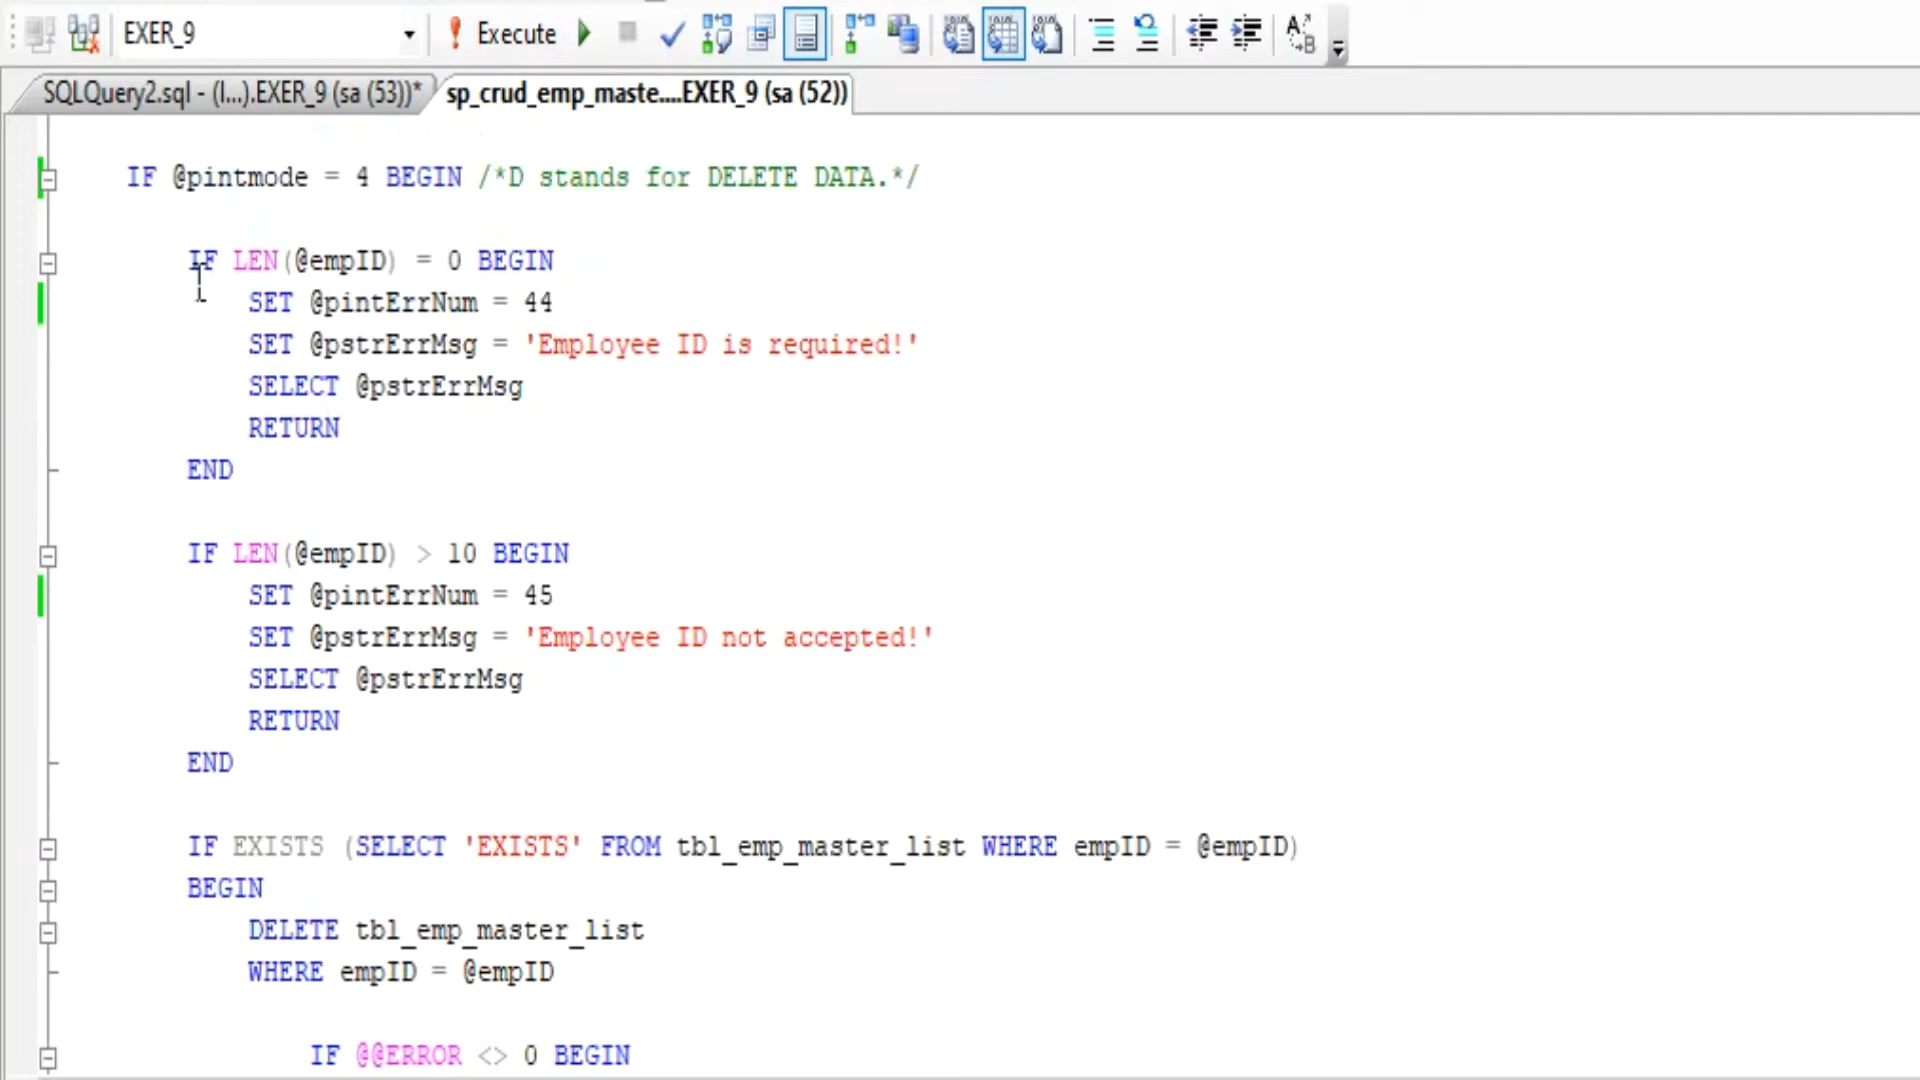 EXER_9 Execute
SQLQuery2.sql - (l...).EXER_9 (sa (53))* sp_crud_emp_maste....EXER_9 (sa (52))
IF @pintmode = 4 BEGIN /*D stands for DELETE DATA.*/
IF LEN(@empID) = 0 BEGIN
SET @pintErrNum = 44
SET @pstrErrMsg = 'Employee ID is required!'
SELECT @pstrErrMsg
RETURN
END
IF LEN(@empID) > 10 BEGIN
SET @pintErrNum = 45
SET @pstrErrMsg = 'Employee ID not accepted!'
SELECT @pstrErrMsg
RETURN
END
IF EXISTS (SELECT 'EXISTS' FROM tbl_emp_master_list WHERE empID = @empID)
BEGIN
DELETE tbl_emp_master_list
WHERE empID = @empID
IF @@ERROR <> 0 BEGIN